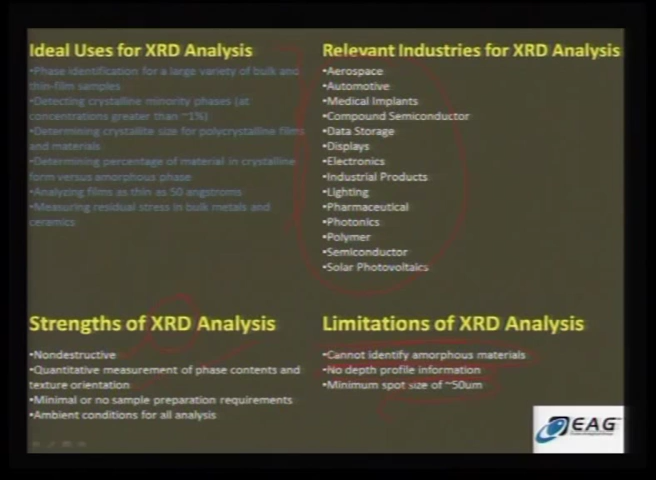 Ideal Uses for XRD Analysis
•Phase identification for a large variety of bulk and
thin-film samples
•Detecting crystalline minority phases (at
concentrations greater than ~1%)
•Determining crystallite size for polycrystalline films
and materials
•Determining percentage of material in crystalline
form versus amorphous phase
•Analyzing films as thin as 50 angstroms
•Measuring residual stress in bulk metals and
ceramics
Relevant Industries for XRD Analysis
•Aerospace
•Automotive
•Medical Implants
•Compound Semiconductor
•Data Storage
•Displays
•Electronics
•Industrial Products
•Lighting
•Pharmaceutical
•Photonics
•Polymer
•Semiconductor
•Solar Photovoltaics
Strengths of XRD Analysis
•Nondestructive
•Quantitative measurement of phase contents and
texture orientation
•Minimal or no sample preparation requirements
•Ambient conditions for all analysis
Limitations of XRD Analysis
•Cannot identify amorphous materials
•No depth profile information
•Minimum spot size of ~50um
EAG